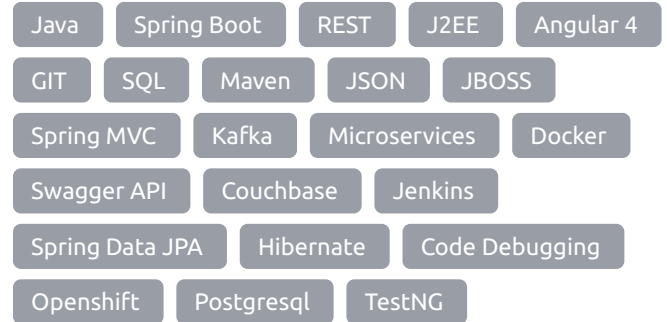 Java Spring Boot REST J2EE Angular 4
GIT SQL Maven JSON JBOSS
Spring MVC Kafka Microservices Docker
Swagger API Couchbase Jenkins
Spring Data JPA Hibernate Code Debugging
Openshift Postgresql TestNG